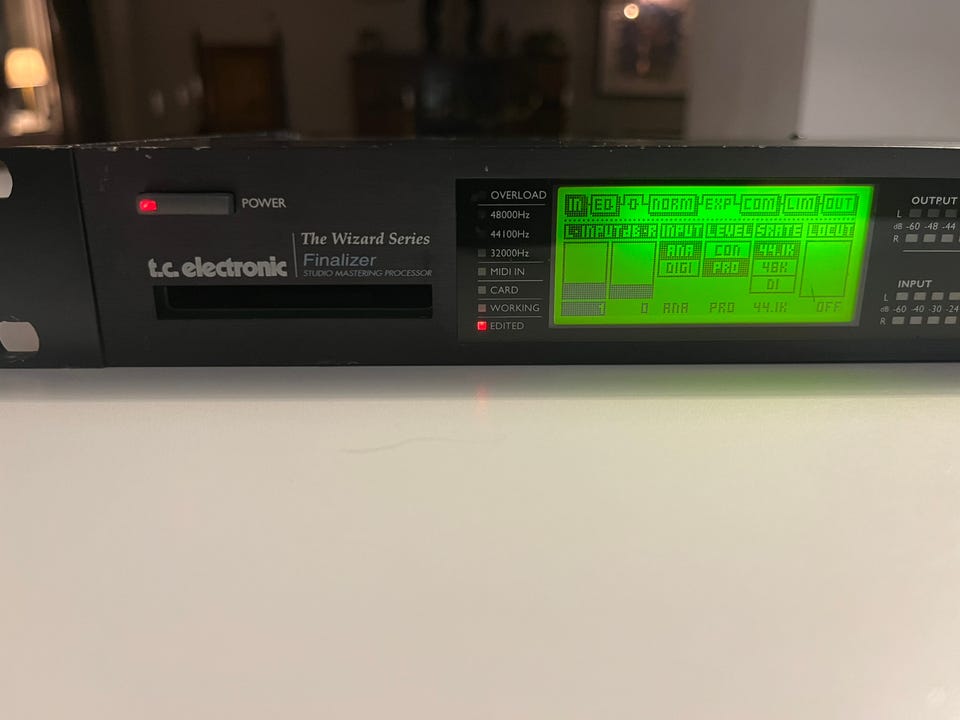 POWER
The Wizard Series
t.c. electronic
Finalizer
STUDIO MASTERING PROCESSOR
OVERLOAD
48000Hz
44100Hz
32000Hz
MIDI IN
CARD
WORKING
EDITED
IN EQ NORM EXP COM LIM OUT
L-INPUT-R INPUT LEVEL SRATE LOCUT
ANA CON 44.1K
DIGI PRO 48K
DI
1 0 ANA PRO 44.1K OFF
OUTPUT
L
dB -60 -48 -44
R
INPUT
L
dB -60 -40 -30 -24
R